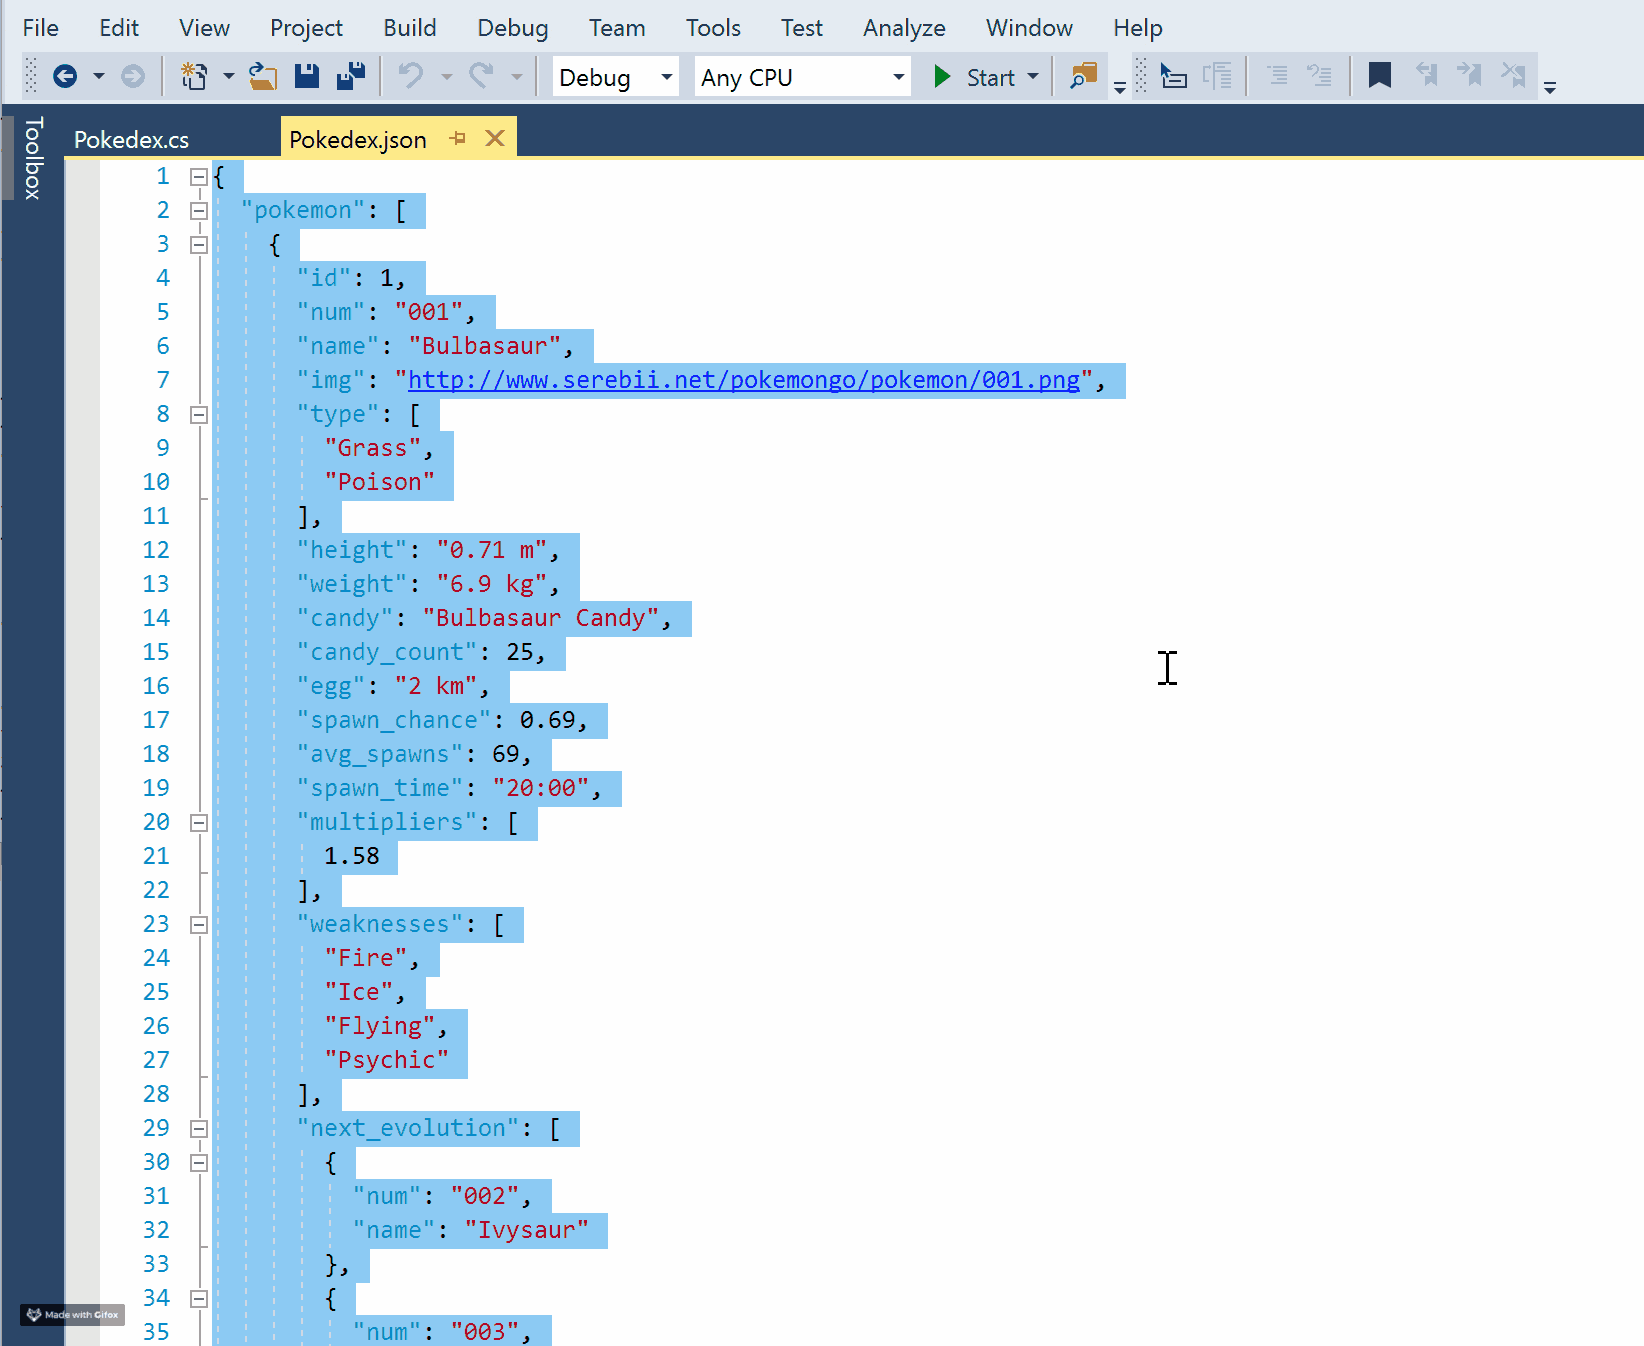 File Edit View Project Build Debug Team Tools Test Analyze Window Help
Debug Any CPU Start
Toolbox
Pokedex.cs Pokedex.json
1 {
2 "pokemon": [
3 {
4 "id": 1,
5 "num": "001",
6 "name": "Bulbasaur",
7 "img": "http://www.serebii.net/pokemongo/pokemon/001.png",
8 "type": [
9 "Grass",
10 "Poison"
11 ],
12 "height": "0.71 m",
13 "weight": "6.9 kg",
14 "candy": "Bulbasaur Candy",
15 "candy_count": 25,
16 "egg": "2 km",
17 "spawn_chance": 0.69,
18 "avg_spawns": 69,
19 "spawn_time": "20:00",
20 "multipliers": [
21 1.58
22 ],
23 "weaknesses": [
24 "Fire",
25 "Ice",
26 "Flying",
27 "Psychic"
28 ],
29 "next_evolution": [
30 {
31 "num": "002",
32 "name": "Ivysaur"
33 },
34 {
35 "num": "003",
Made with Gifox